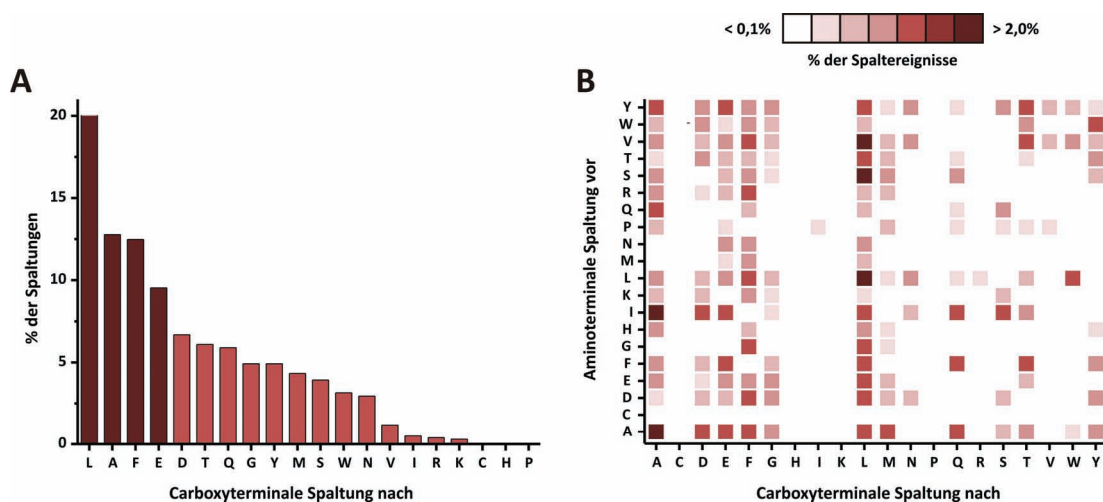 < 0,1%
> 2,0%
% der Spaltereignisse
A
B
% der Spaltungen
20
15
10
5
0
L A F E D T Q G Y M S W N V I R K C H P
Carboxyterminale Spaltung nach
Aminoterminale Spaltung vor
Y
W
V
T
S
R
Q
P
N
M
L
K
I
H
G
F
E
D
C
A
A C D E F G H I K L M N P Q R S T V W Y
Carboxyterminale Spaltung nach